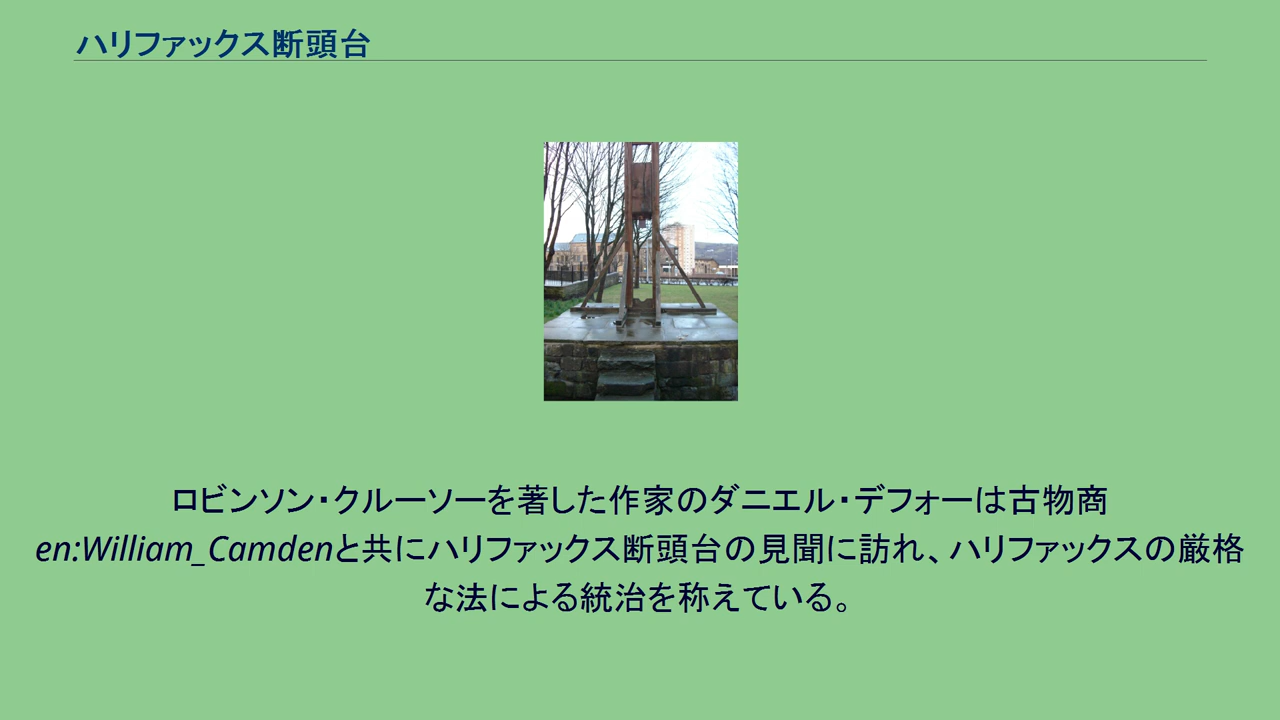 ハリファックス断頭台
ロビンソン・クルーソーを著した作家のダニエル・デフォーは古物商
en:William_Camdenと共にハリファックス断頭台の見聞に訪れ、ハリファックスの厳格
な法による統治を称えている。